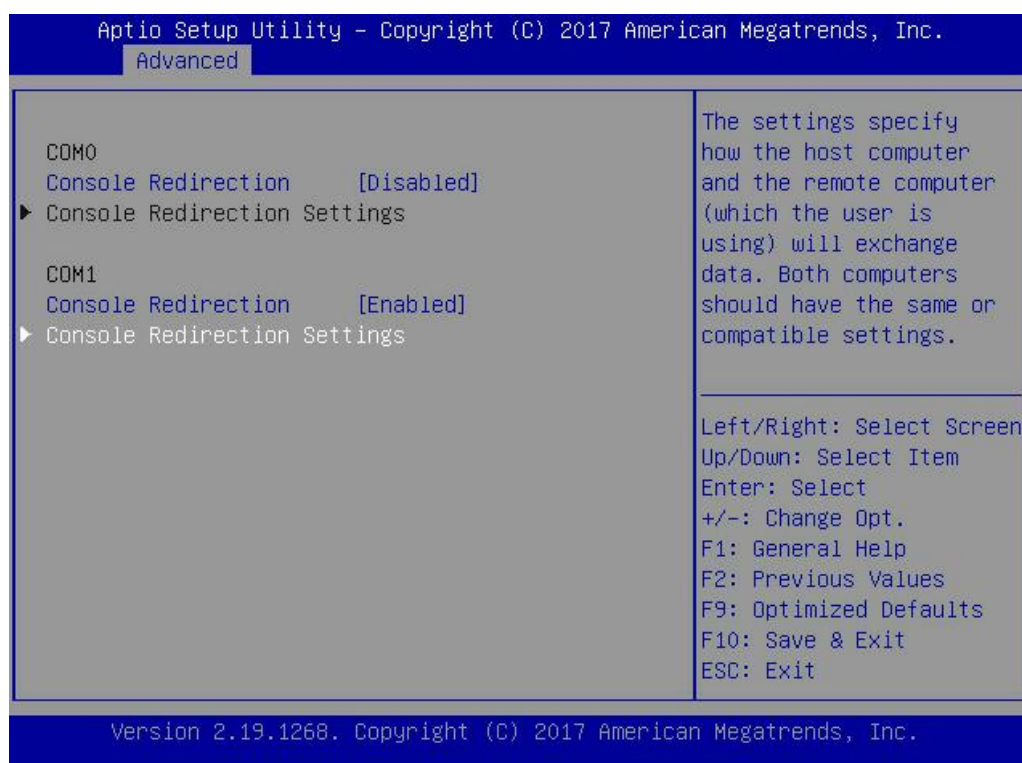 Aptio Setup Utility – Copyright (C) 2017 American Megatrends, Inc.
Advanced
COM0
Console Redirection [Disabled]
Console Redirection Settings
COM1
Console Redirection [Enabled]
Console Redirection Settings
The settings specify
how the host computer
and the remote computer
(which the user is
using) will exchange
data. Both computers
should have the same or
compatible settings.
Left/Right: Select Screen
Up/Down: Select Item
Enter: Select
+/-: Change Opt.
F1: General Help
F2: Previous Values
F9: Optimized Defaults
F10: Save & Exit
ESC: Exit
Version 2.19.1268. Copyright (C) 2017 American Megatrends, Inc.